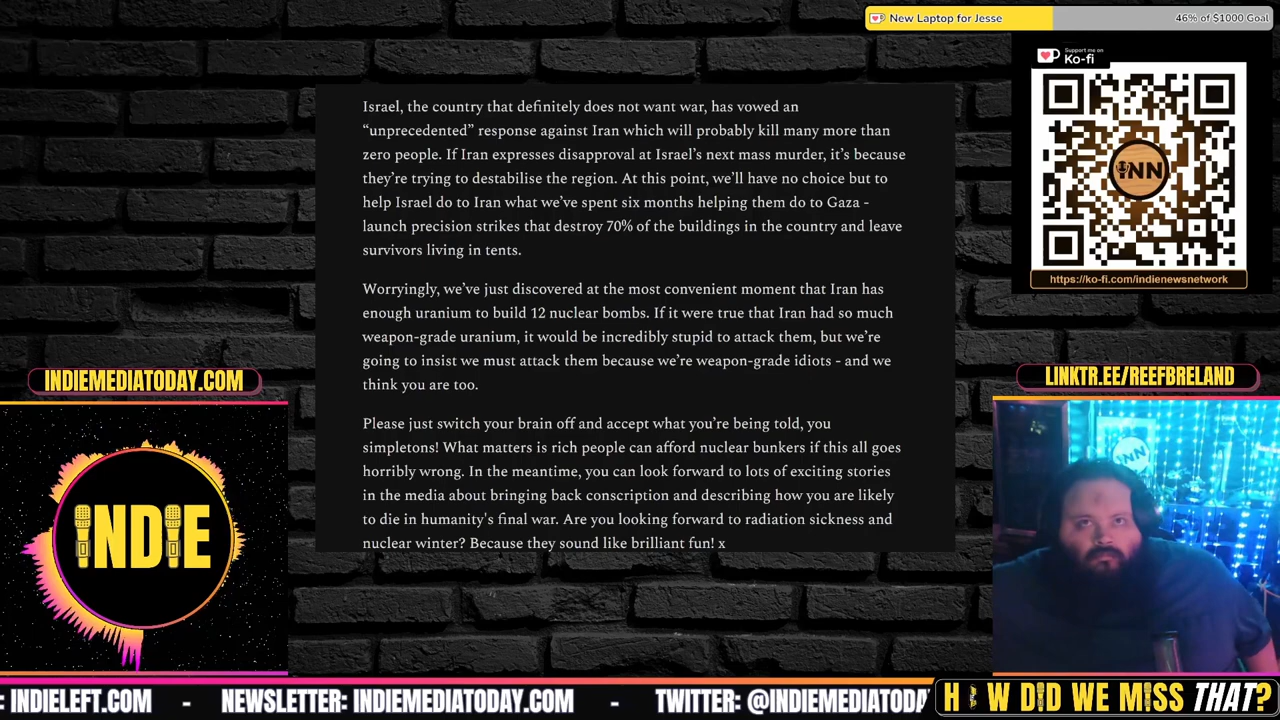 New Laptop for Jesse
46% of $1000 Goal
Support me on
Ko-fi
INN
https://ko-fi.com/indienewsnetwork
Israel, the country that definitely does not want war, has vowed an
“unprecedented” response against Iran which will probably kill many more than
zero people. If Iran expresses disapproval at Israel’s next mass murder, it’s because
they’re trying to destabilise the region. At this point, we’ll have no choice but to
help Israel do to Iran what we’ve spent six months helping them do to Gaza -
launch precision strikes that destroy 70% of the buildings in the country and leave
survivors living in tents.
Worryingly, we’ve just discovered at the most convenient moment that Iran has
enough uranium to build 12 nuclear bombs. If it were true that Iran had so much
weapon-grade uranium, it would be incredibly stupid to attack them, but we’re
going to insist we must attack them because we’re weapon-grade idiots - and we
think you are too.
Please just switch your brain off and accept what you’re being told, you
simpletons! What matters is rich people can afford nuclear bunkers if this all goes
horribly wrong. In the meantime, you can look forward to lots of exciting stories
in the media about bringing back conscription and describing how you are likely
to die in humanity's final war. Are you looking forward to radiation sickness and
nuclear winter? Because they sound like brilliant fun! x
INDIEMEDIATODAY.COM
INDIE
LINKTR.EE/REEFBRELAND
INN
: INDIELEFT.COM - NEWSLETTER: INDIEMEDIATODAY.COM - TWITTER: @INDIEMEDIATODA
HOW DID WE MISS THAT?